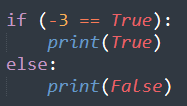 if (-3 == True):
    print(True)
else:
    print(False)